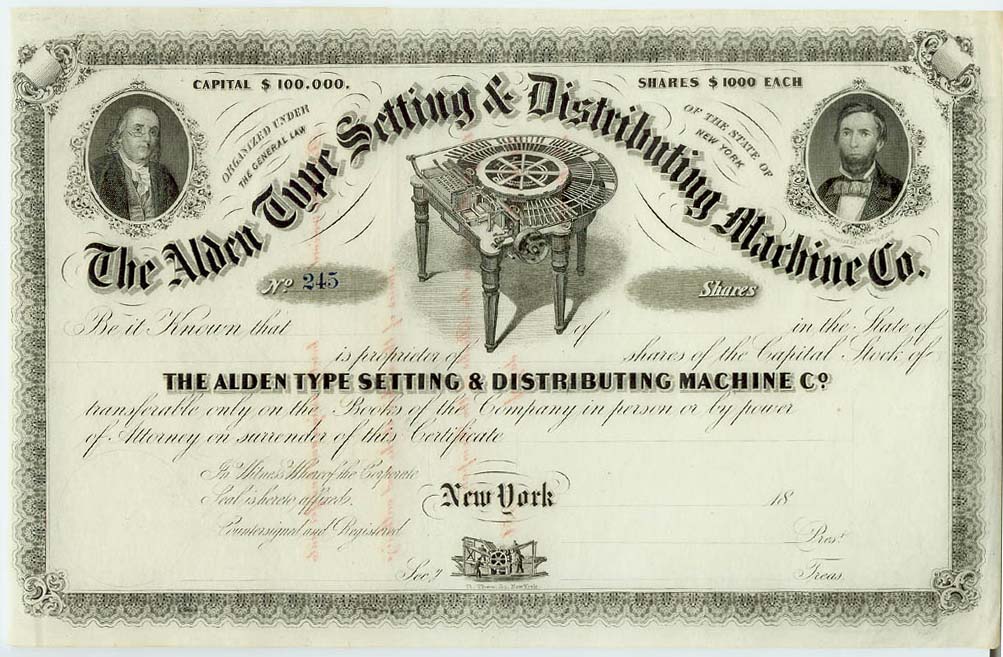 CAPITAL $ 100.000.
SHARES $ 1000 EACH
ORGANIZED UNDER
THE GENERAL LAW
OF THE STATE OF
NEW YORK
The Alden Type Setting & Distributing Machine Co.
No 245
Shares
Be it Known that of in the State of
is proprietor of shares of the Capital Stock of
THE ALDEN TYPE SETTING & DISTRIBUTING MACHINE Co
transferable only on the Books of the Company in person or by power
of Attorney on surrender of this Certificate
In Witness Whereof the Corporate
Seal is hereto affixed.
New York 18
Countersigned and Registered
Prest
Secy
Treas.